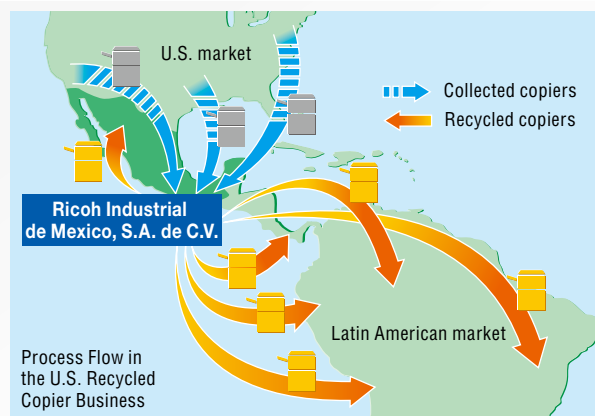 U.S. market
Collected copiers
Recycled copiers
Ricoh Industrial
de Mexico, S.A. de C.V.
Latin American market
Process Flow in
the U.S. Recycled
Copier Business